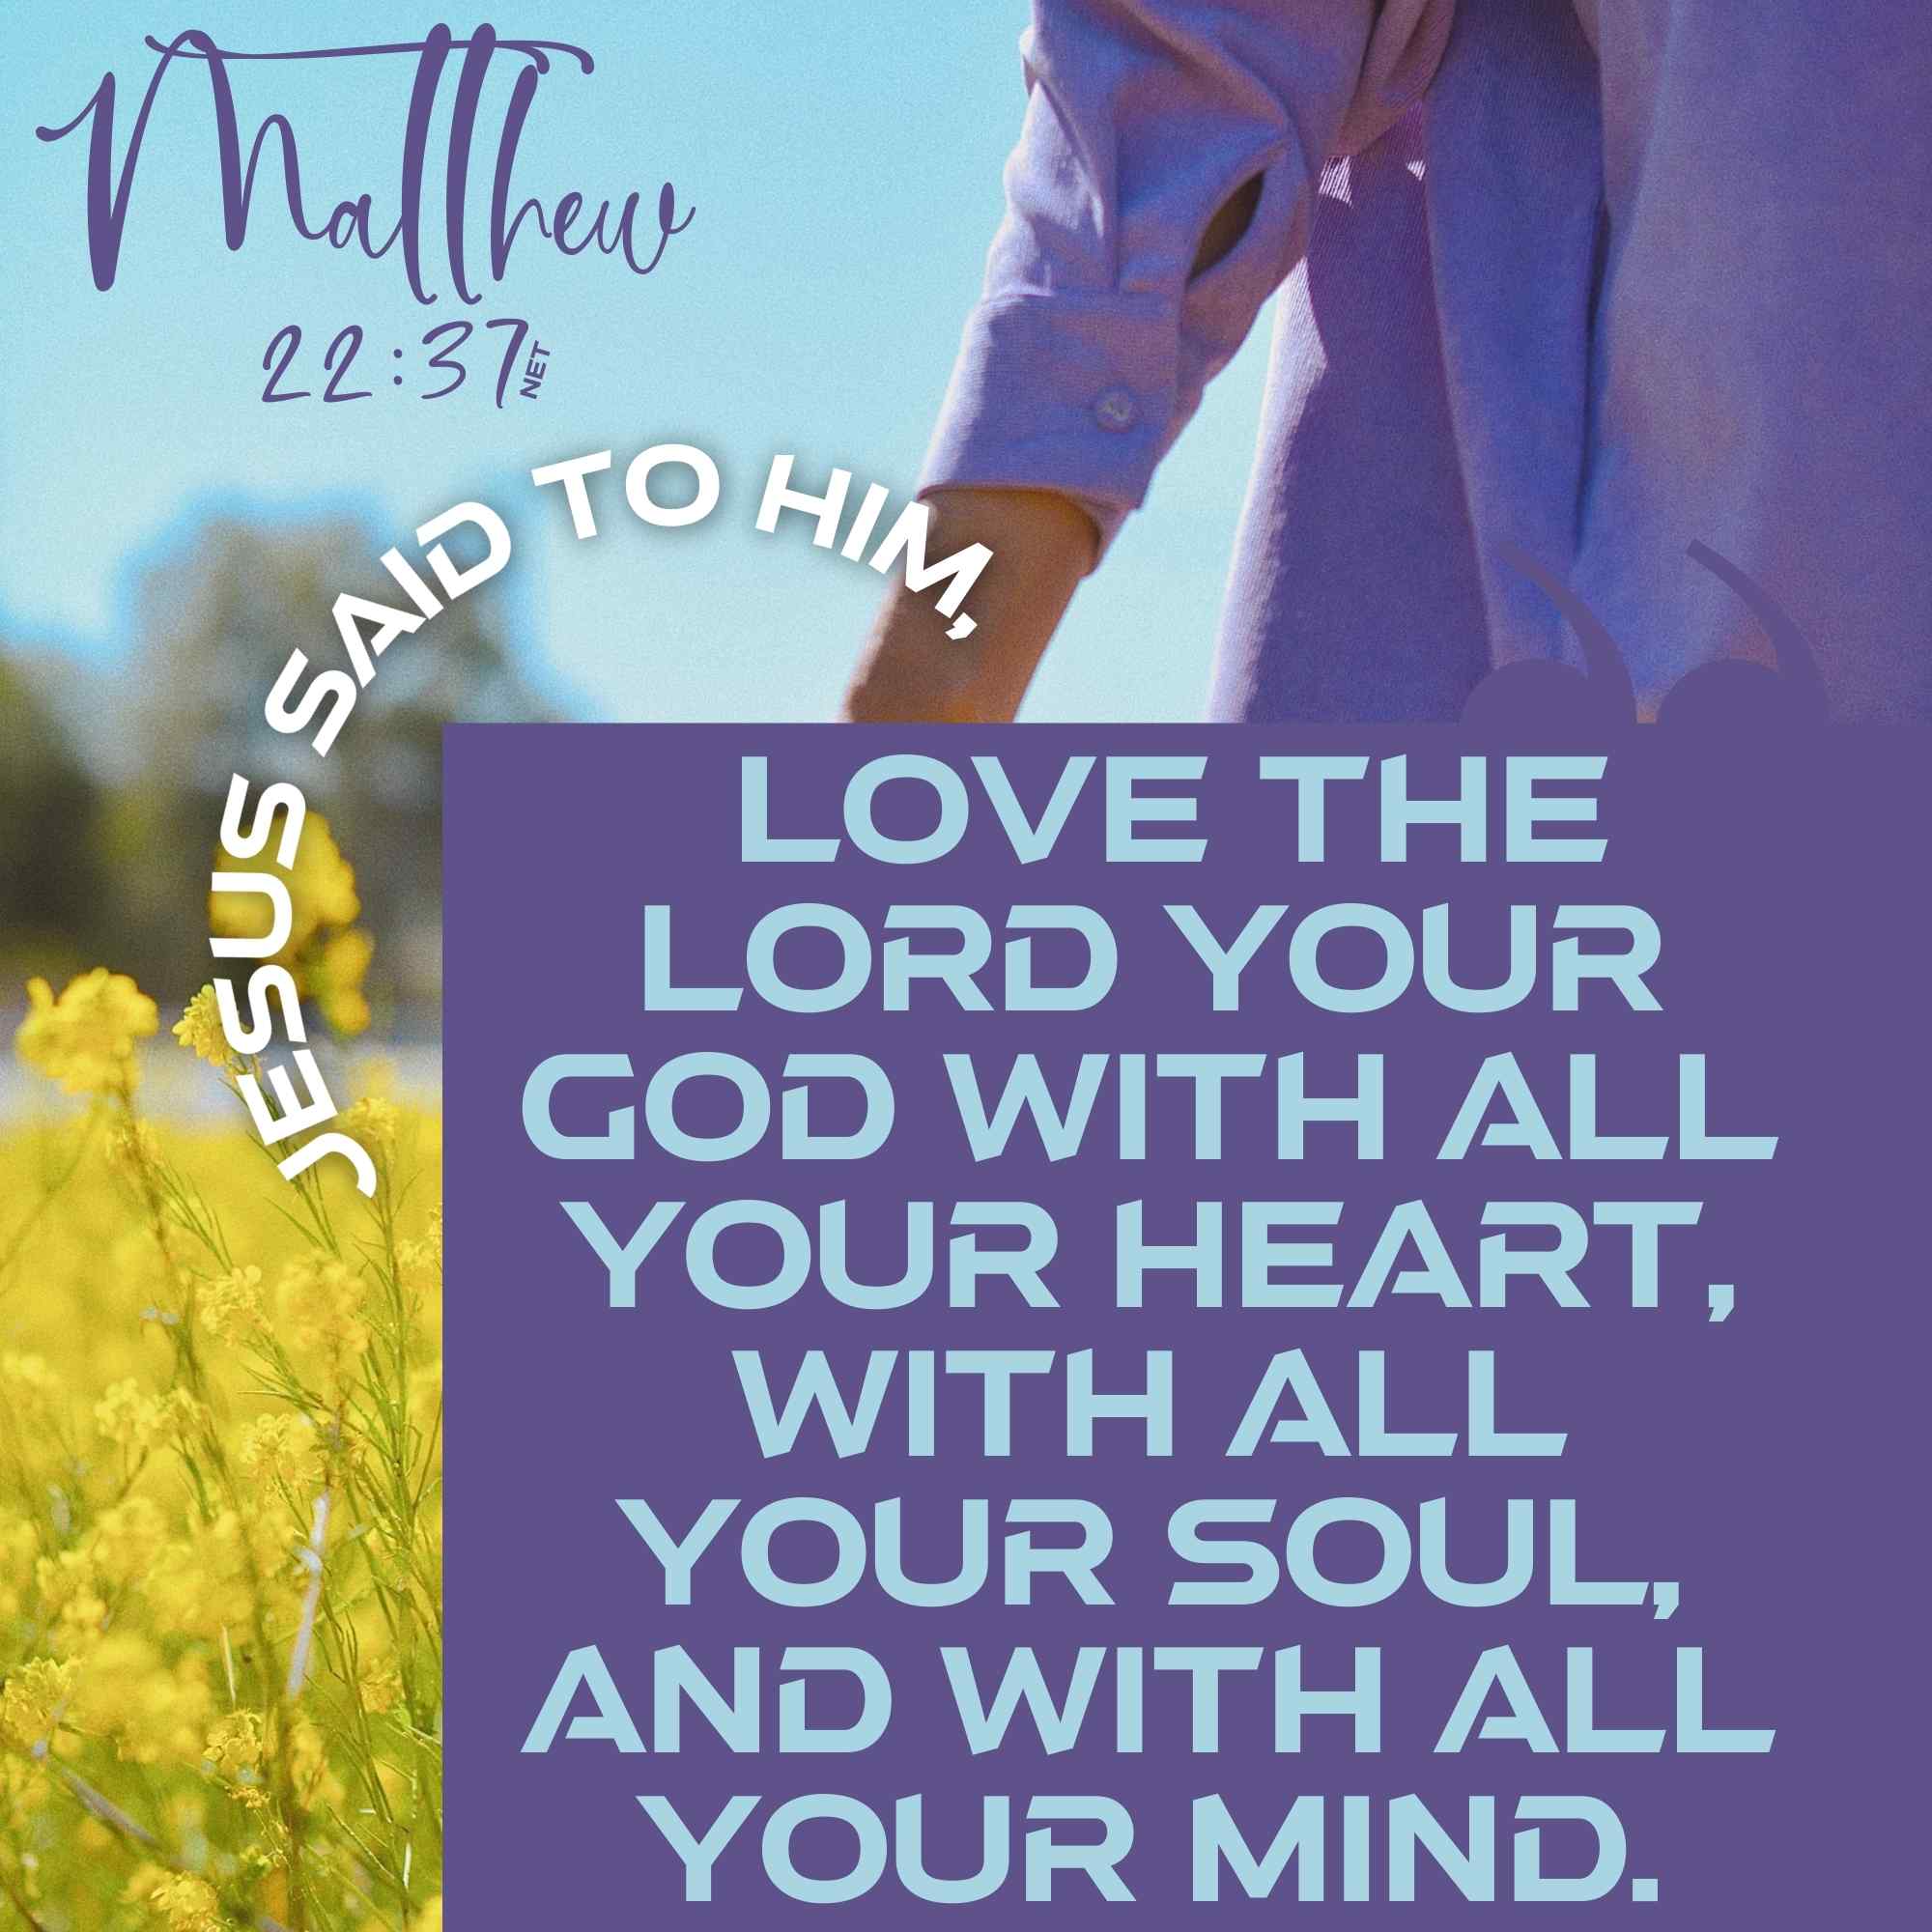 Matthew
22:37 NET
JESUS SAID TO HIM,
LOVE THE
LORD YOUR
GOD WITH ALL
YOUR HEART,
WITH ALL
YOUR SOUL,
AND WITH ALL
YOUR MIND.